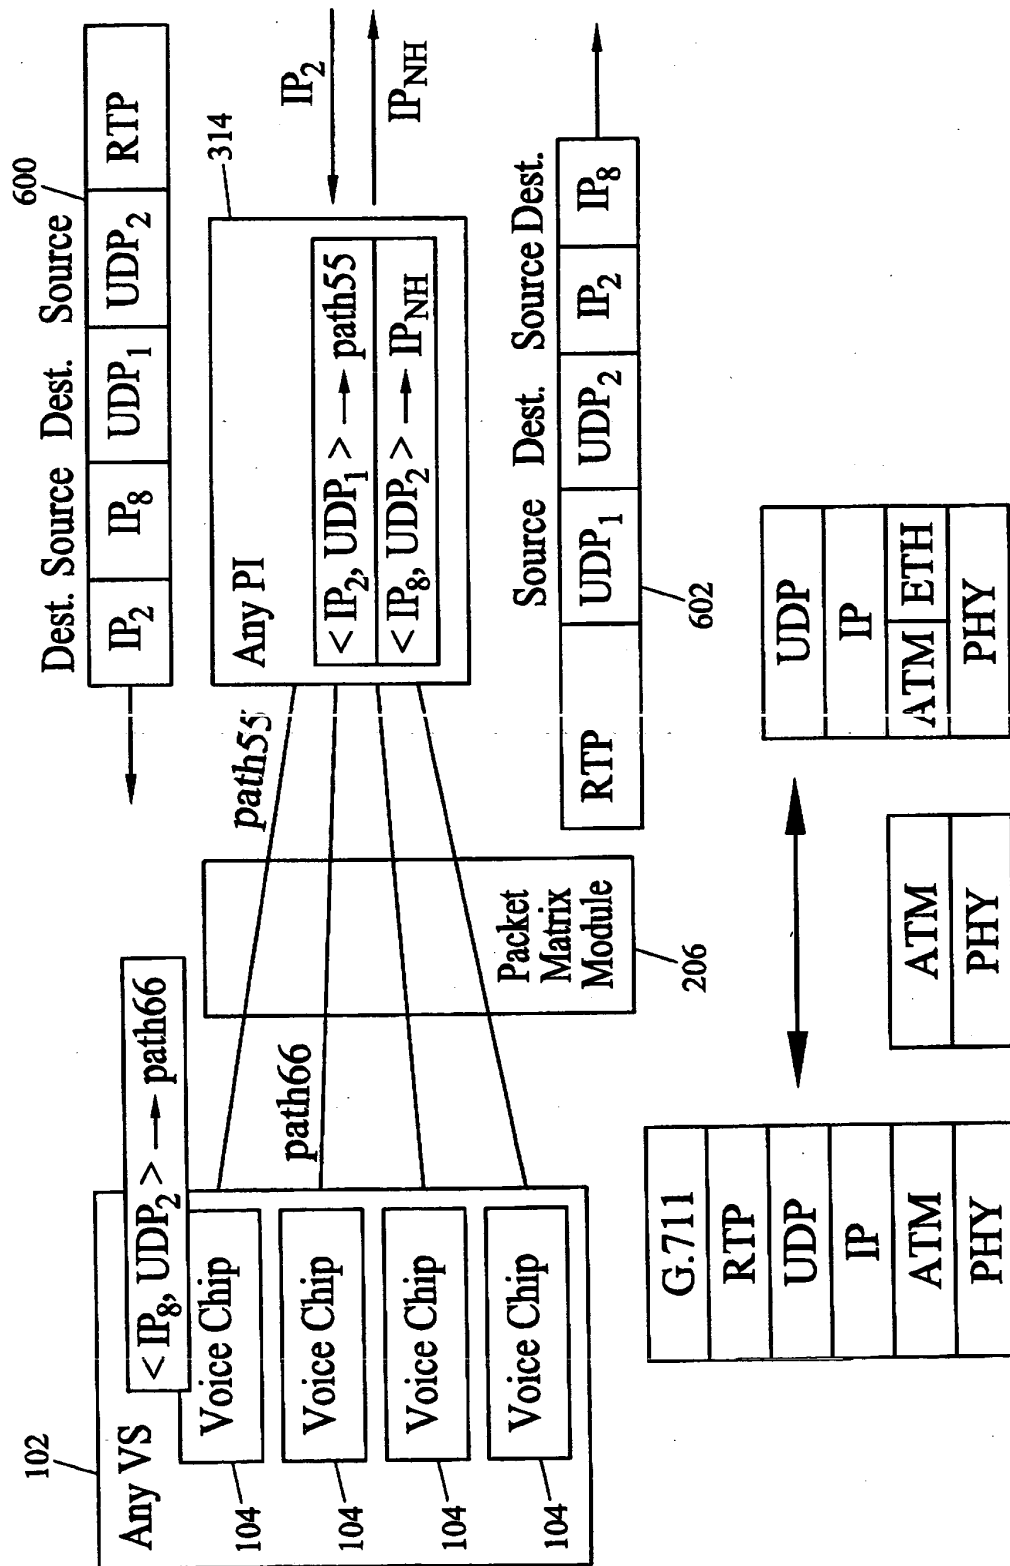 600
Dest. Source Dest. Source
IP2 IP8 UDP1 UDP2 RTP
102
Any VS
<IP8, UDP2> → path66
104 Voice Chip
104 Voice Chip
104 Voice Chip
104 Voice Chip
path55
path66
Packet
Matrix
Module
206
314
Any PI
<IP2, UDP1> → path55
<IP8, UDP2> → IPNH
IP2
IPNH
Source Dest. Source Dest.
RTP UDP1 UDP2 IP2 IP8
602
G.711
RTP
UDP
IP
ATM
PHY
ATM
PHY
UDP
IP
ATM ETH
PHY